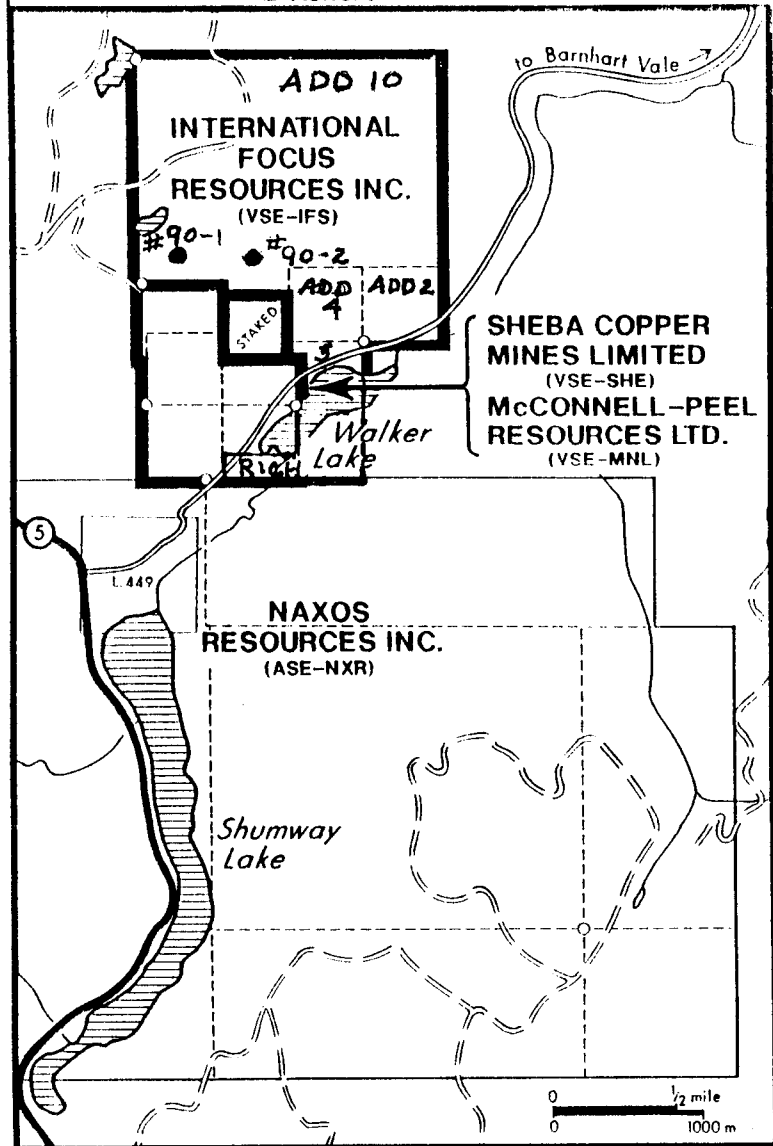 to Barnhart Vale
ADD 10
INTERNATIONAL
FOCUS
RESOURCES INC.
(VSE-IFS)
#90-1
#90-2
ADD
4
ADD 2
STAKED
SHEBA COPPER
MINES LIMITED
(VSE-SHE)
McCONNELL-PEEL
RESOURCES LTD.
(VSE-MNL)
Walker
Lake
5
L.449
NAXOS
RESOURCES INC.
(ASE-NXR)
Shumway
Lake
0 ½ mile
0 1000 m